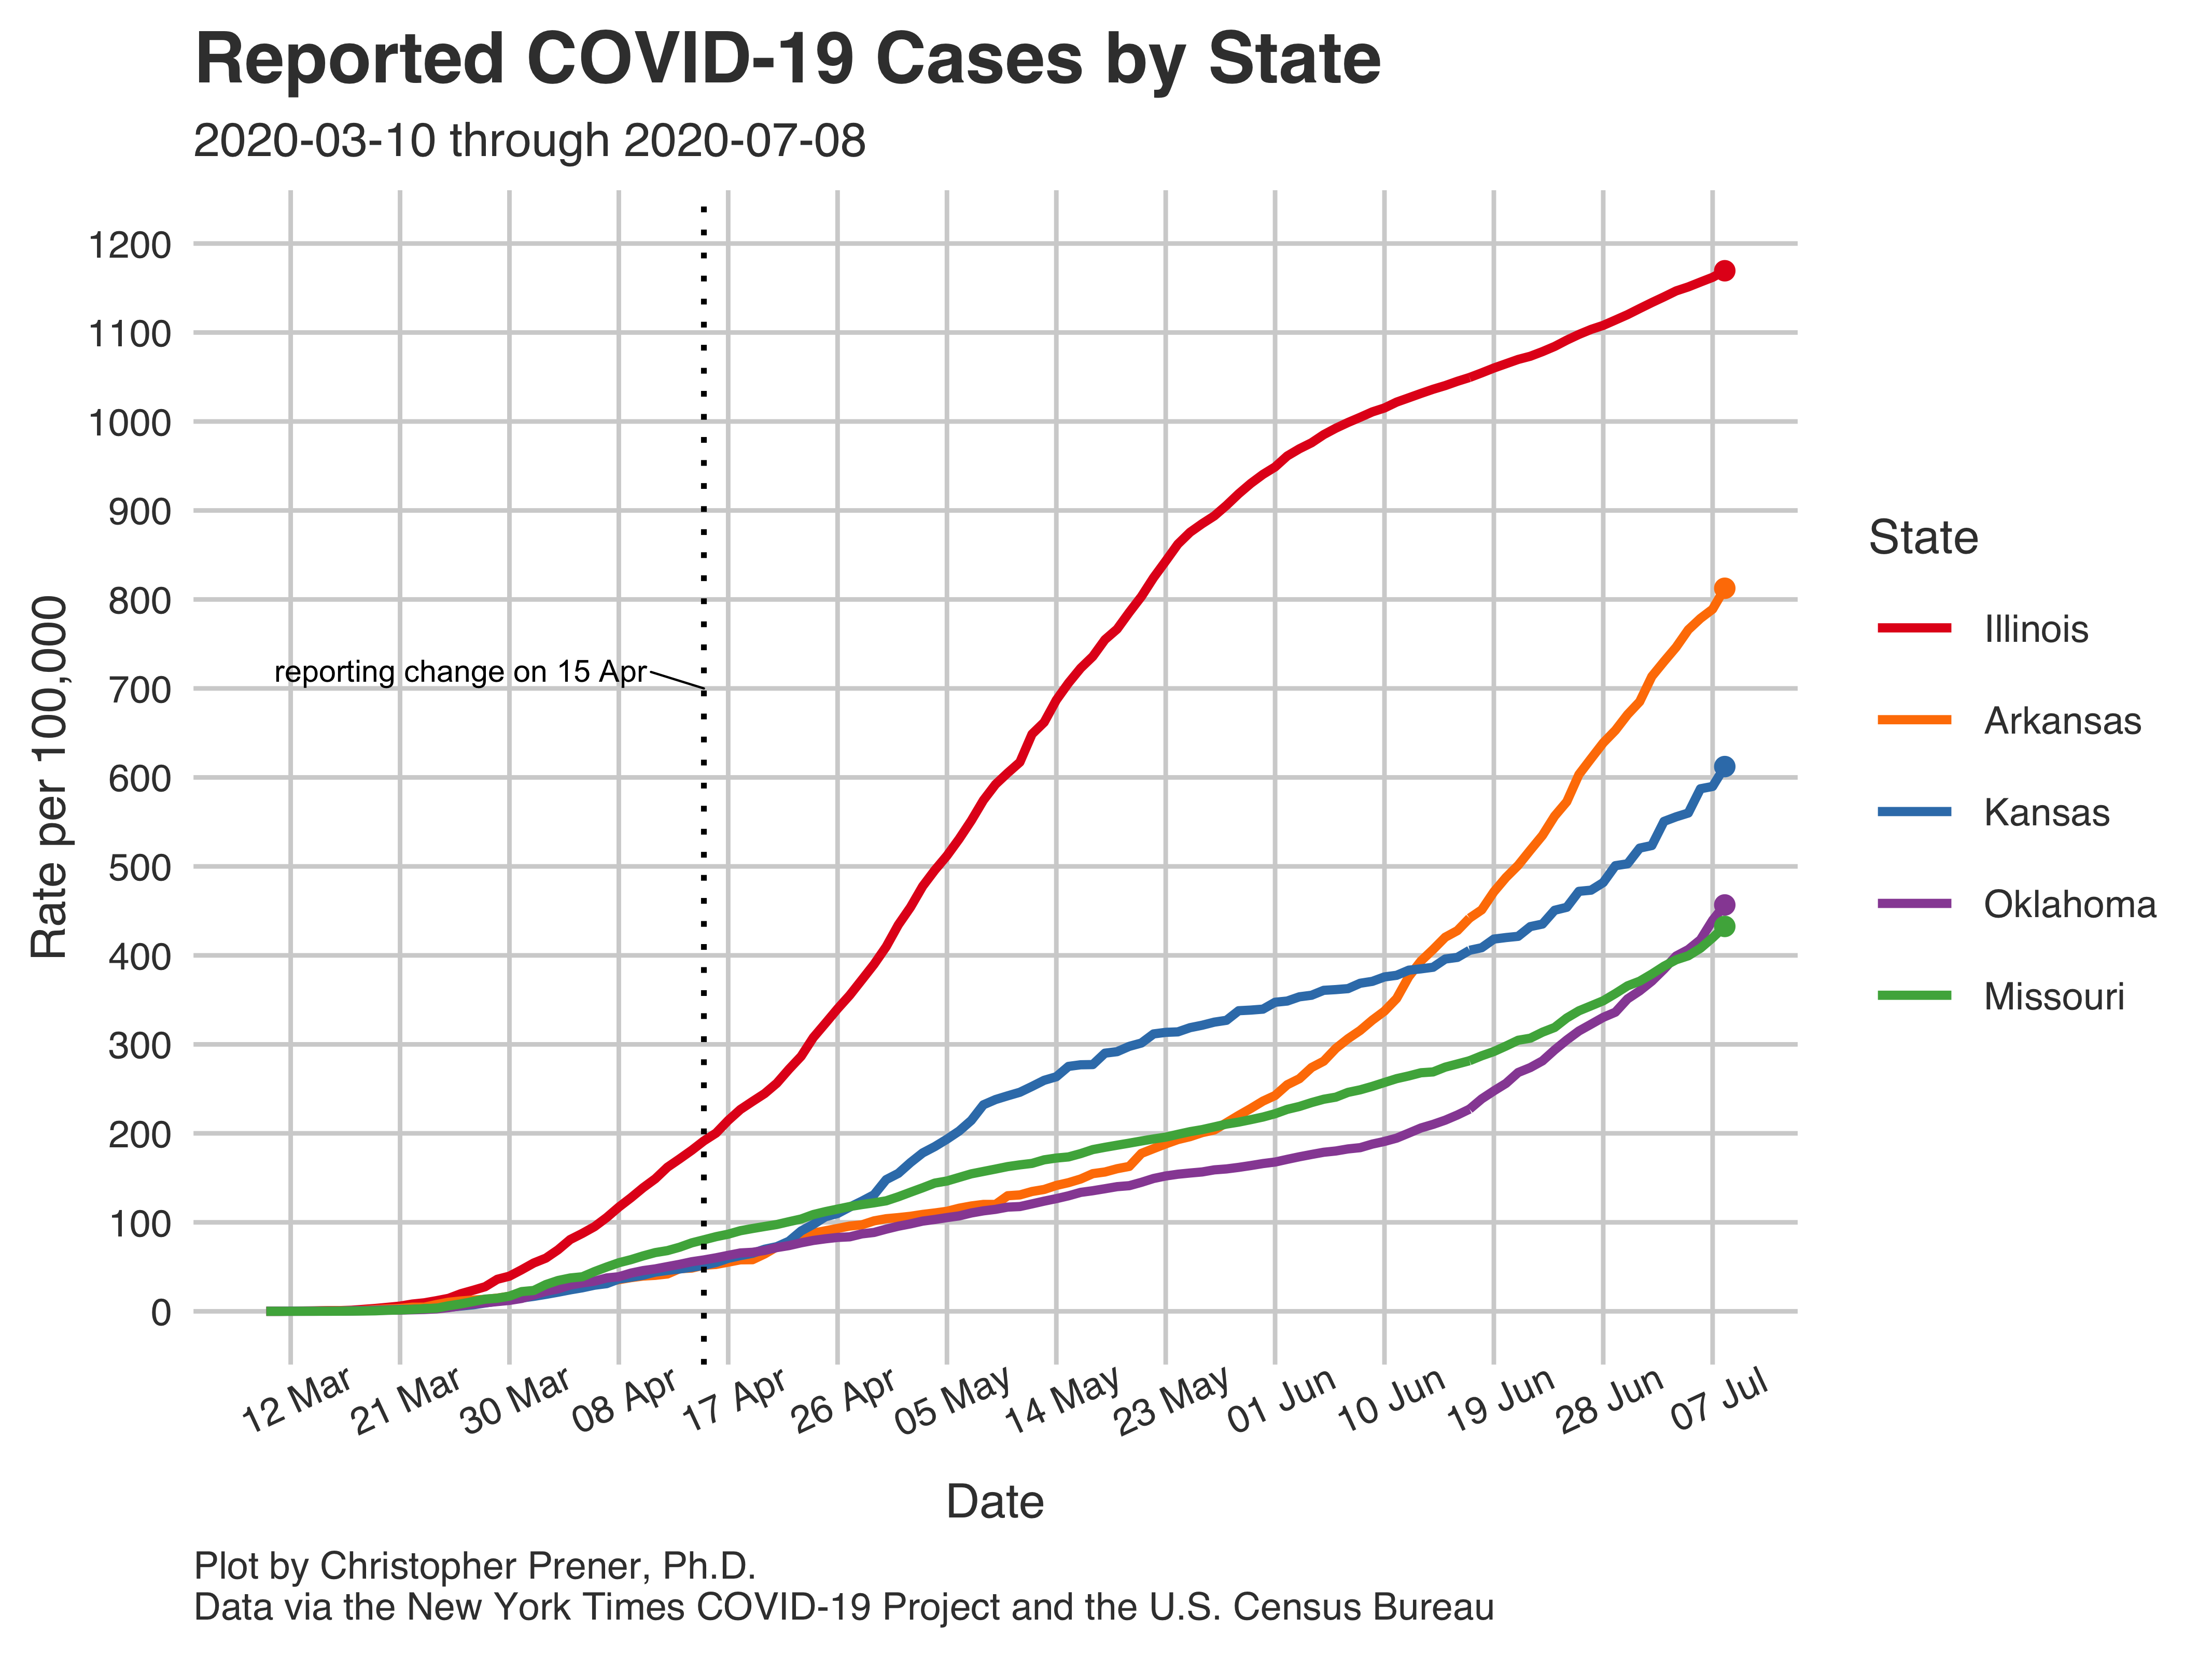 Reported COVID-19 Cases by State
2020-03-10 through 2020-07-08
Rate per 100,000
1200
1100
1000
900
800
700
600
500
400
300
200
100
0
reporting change on 15 Apr
12 Mar
21 Mar
30 Mar
08 Apr
17 Apr
26 Apr
05 May
14 May
23 May
01 Jun
10 Jun
19 Jun
28 Jun
07 Jul
Date
State
Illinois
Arkansas
Kansas
Oklahoma
Missouri
Plot by Christopher Prener, Ph.D.
Data via the New York Times COVID-19 Project and the U.S. Census Bureau